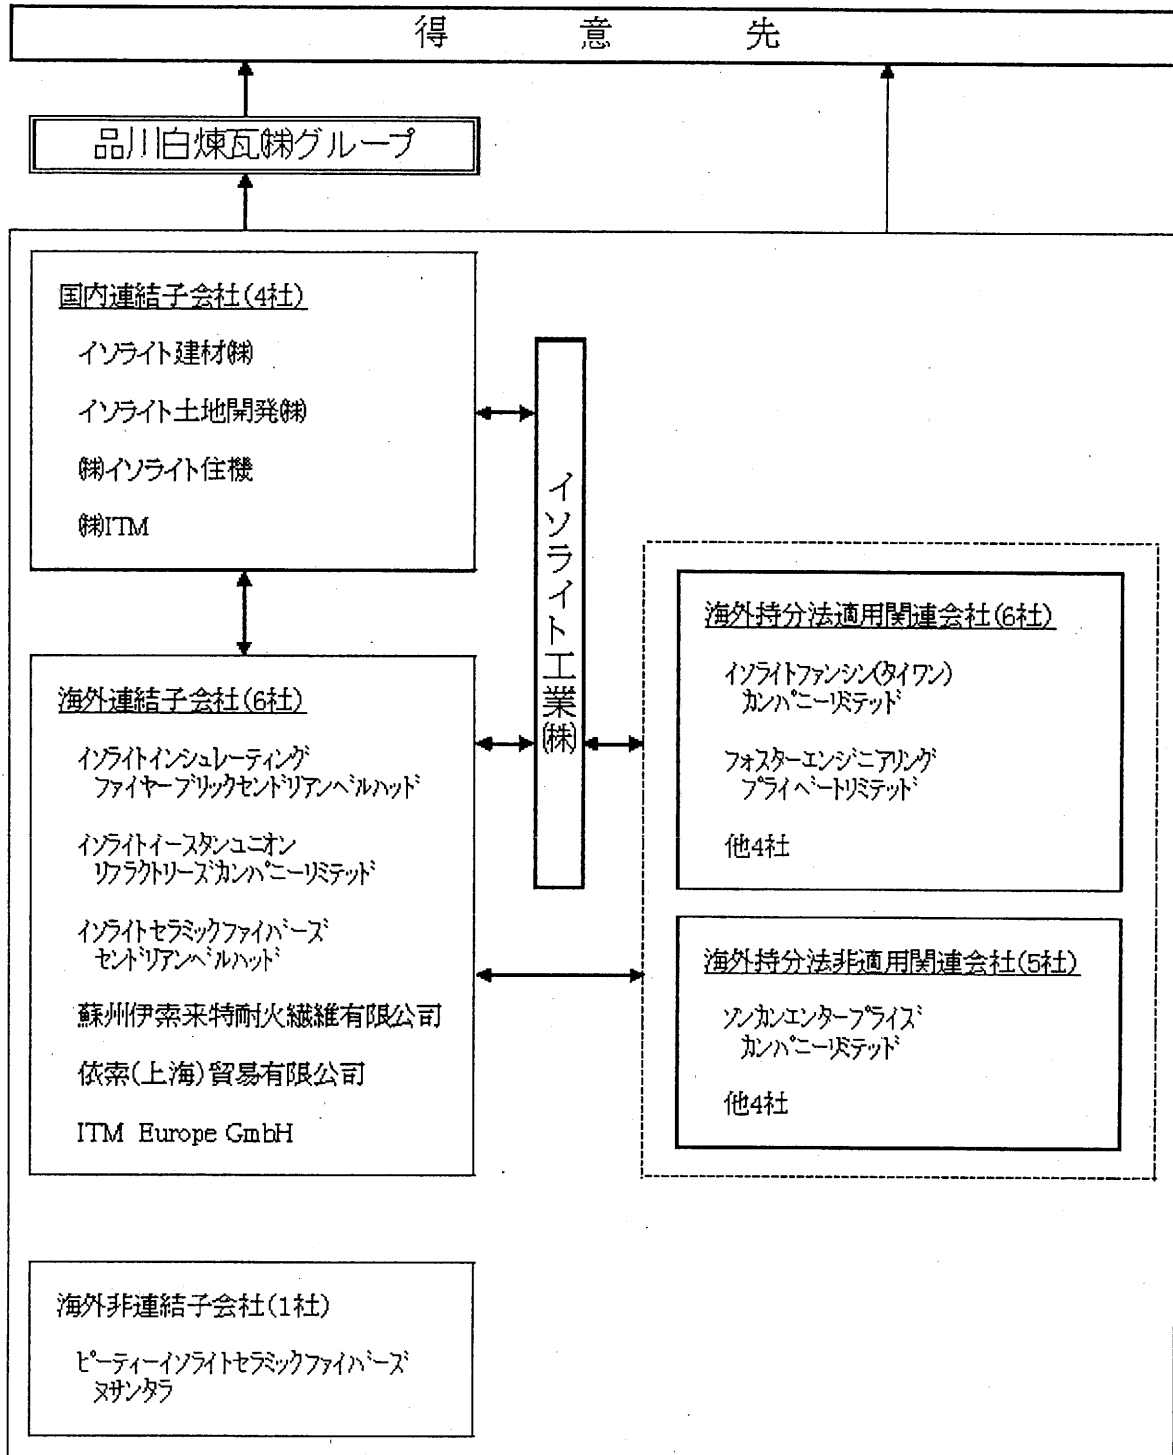 得意先
品川白煉瓦㈱グループ
国内連結子会社(4社)
イソライト建材㈱
イソライト土地開発㈱
㈱イソライト住機
㈱ITM
イソライト工業㈱
海外連結子会社(6社)
イソライトインシュレーティング
ファイヤーブリックセンドリアンベルハッド
イソライトイースタンユニオン
リフラクトリーズカンパニーリミテッド
イソライトセラミックファイバーズ
センドリアンベルハッド
蘇州伊索来特耐火繊維有限公司
依索(上海)貿易有限公司
ITM Europe GmbH
海外持分法適用関連会社(6社)
イソライトファンシン(タイワン)
カンパニーリミテッド
フォスターエンジニアリング
プライベートリミテッド
他4社
海外持分法非適用関連会社(5社)
ソンカンエンタープライズ
カンパニーリミテッド
他4社
海外非連結子会社(1社)
ピーティーイソライトセラミックファイバーズ
ヌサンタラ